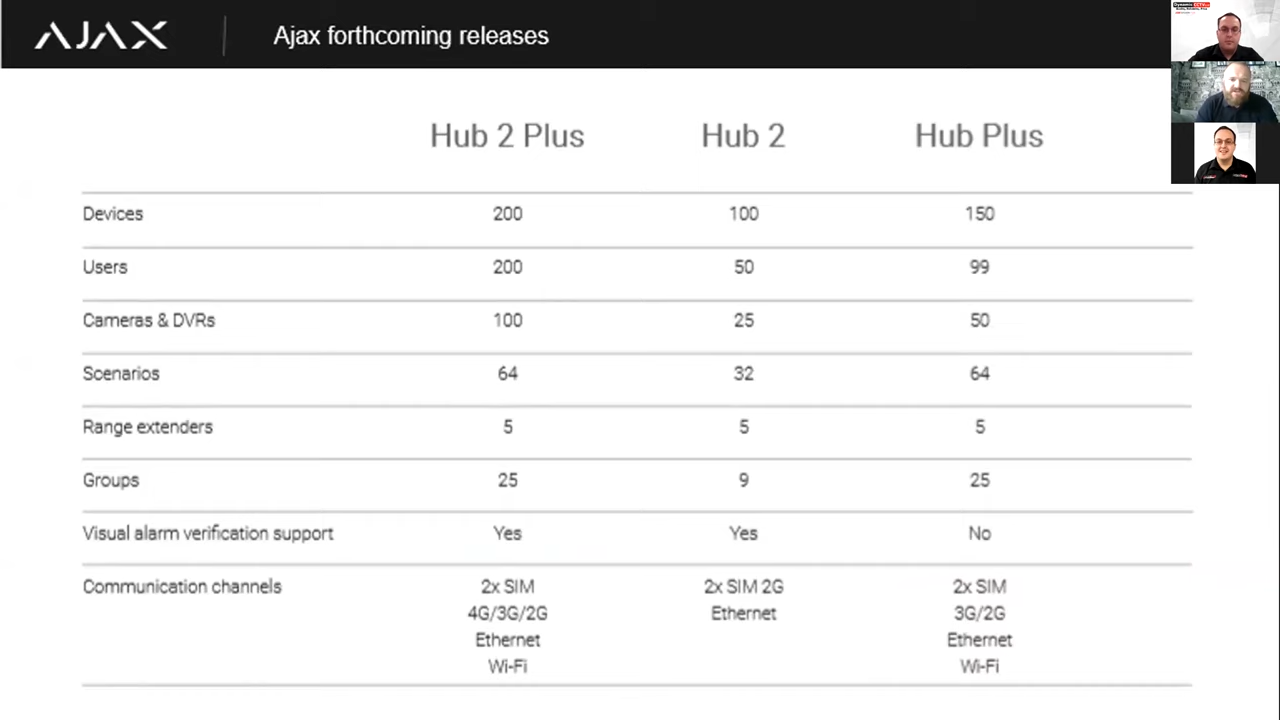 AJAX
Ajax forthcoming releases
Hub 2 Plus Hub 2 Hub Plus
Devices 200 100 150
Users 200 50 99
Cameras & DVRs 100 25 50
Scenarios 64 32 64
Range extenders 5 5 5
Groups 25 9 25
Visual alarm verification support Yes Yes No
Communication channels 2x SIM 2x SIM 2G 2x SIM
4G/3G/2G Ethernet 3G/2G
Ethernet Ethernet
Wi-Fi Wi-Fi